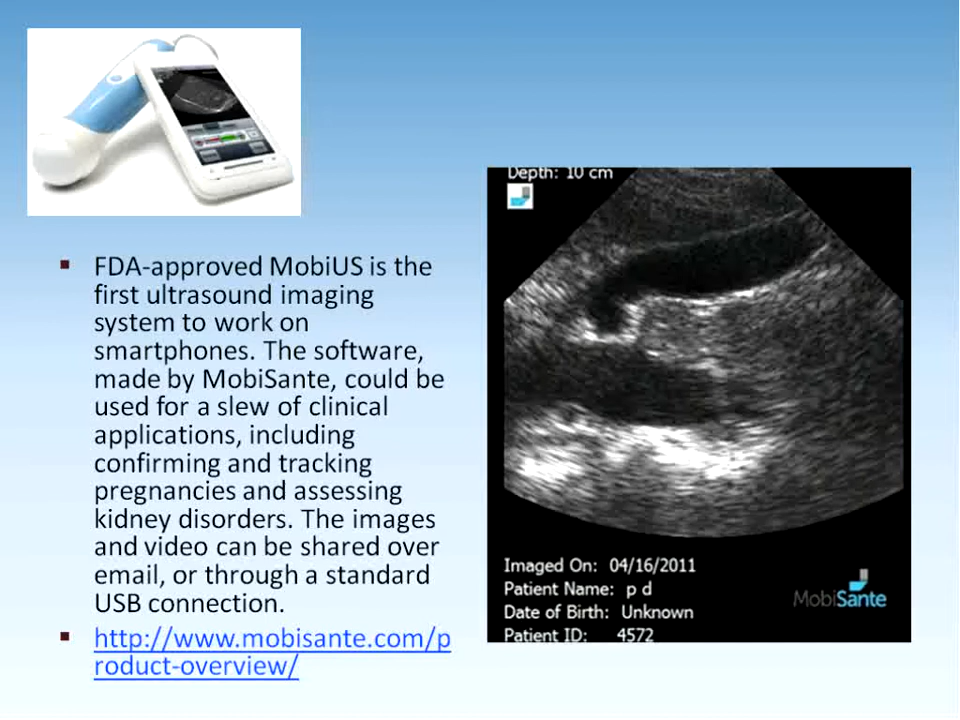 Depth: 10 cm
▪ FDA-approved MobiUS is the
first ultrasound imaging
system to work on
smartphones. The software,
made by MobiSante, could be
used for a slew of clinical
applications, including
confirming and tracking
pregnancies and assessing
kidney disorders. The images
and video can be shared over
email, or through a standard
USB connection.
▪ http://www.mobisante.com/p
roduct-overview/
Imaged On: 04/16/2011
Patient Name: p d
Date of Birth: Unknown
Patient ID: 4572
MobiSante